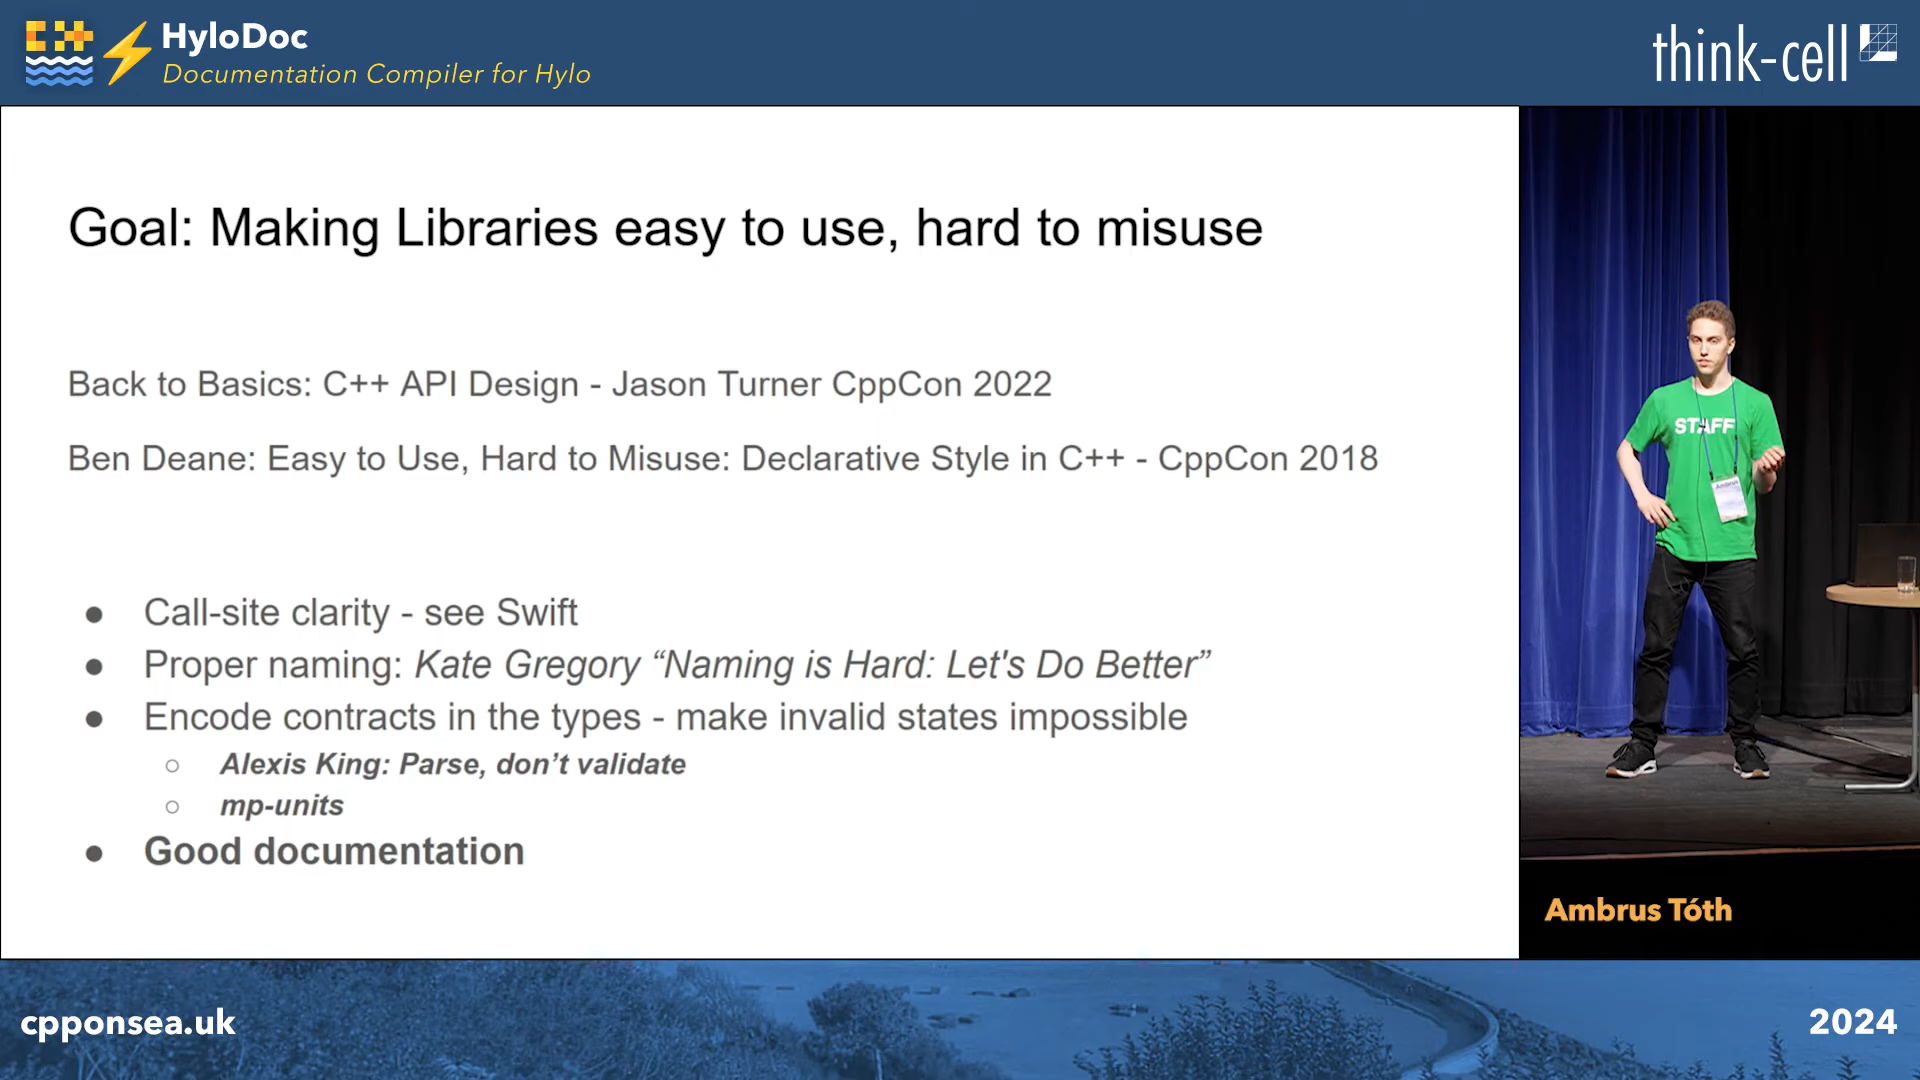 HyloDoc
Documentation Compiler for Hylo
think-cell
Goal: Making Libraries easy to use, hard to misuse
Back to Basics: C++ API Design - Jason Turner CppCon 2022
Ben Deane: Easy to Use, Hard to Misuse: Declarative Style in C++ - CppCon 2018
● Call-site clarity - see Swift
● Proper naming: Kate Gregory “Naming is Hard: Let's Do Better”
● Encode contracts in the types - make invalid states impossible
○ Alexis King: Parse, don’t validate
○ mp-units
● Good documentation
STAFF
Ambrus
Ambrus Tóth
cpponsea.uk
2024